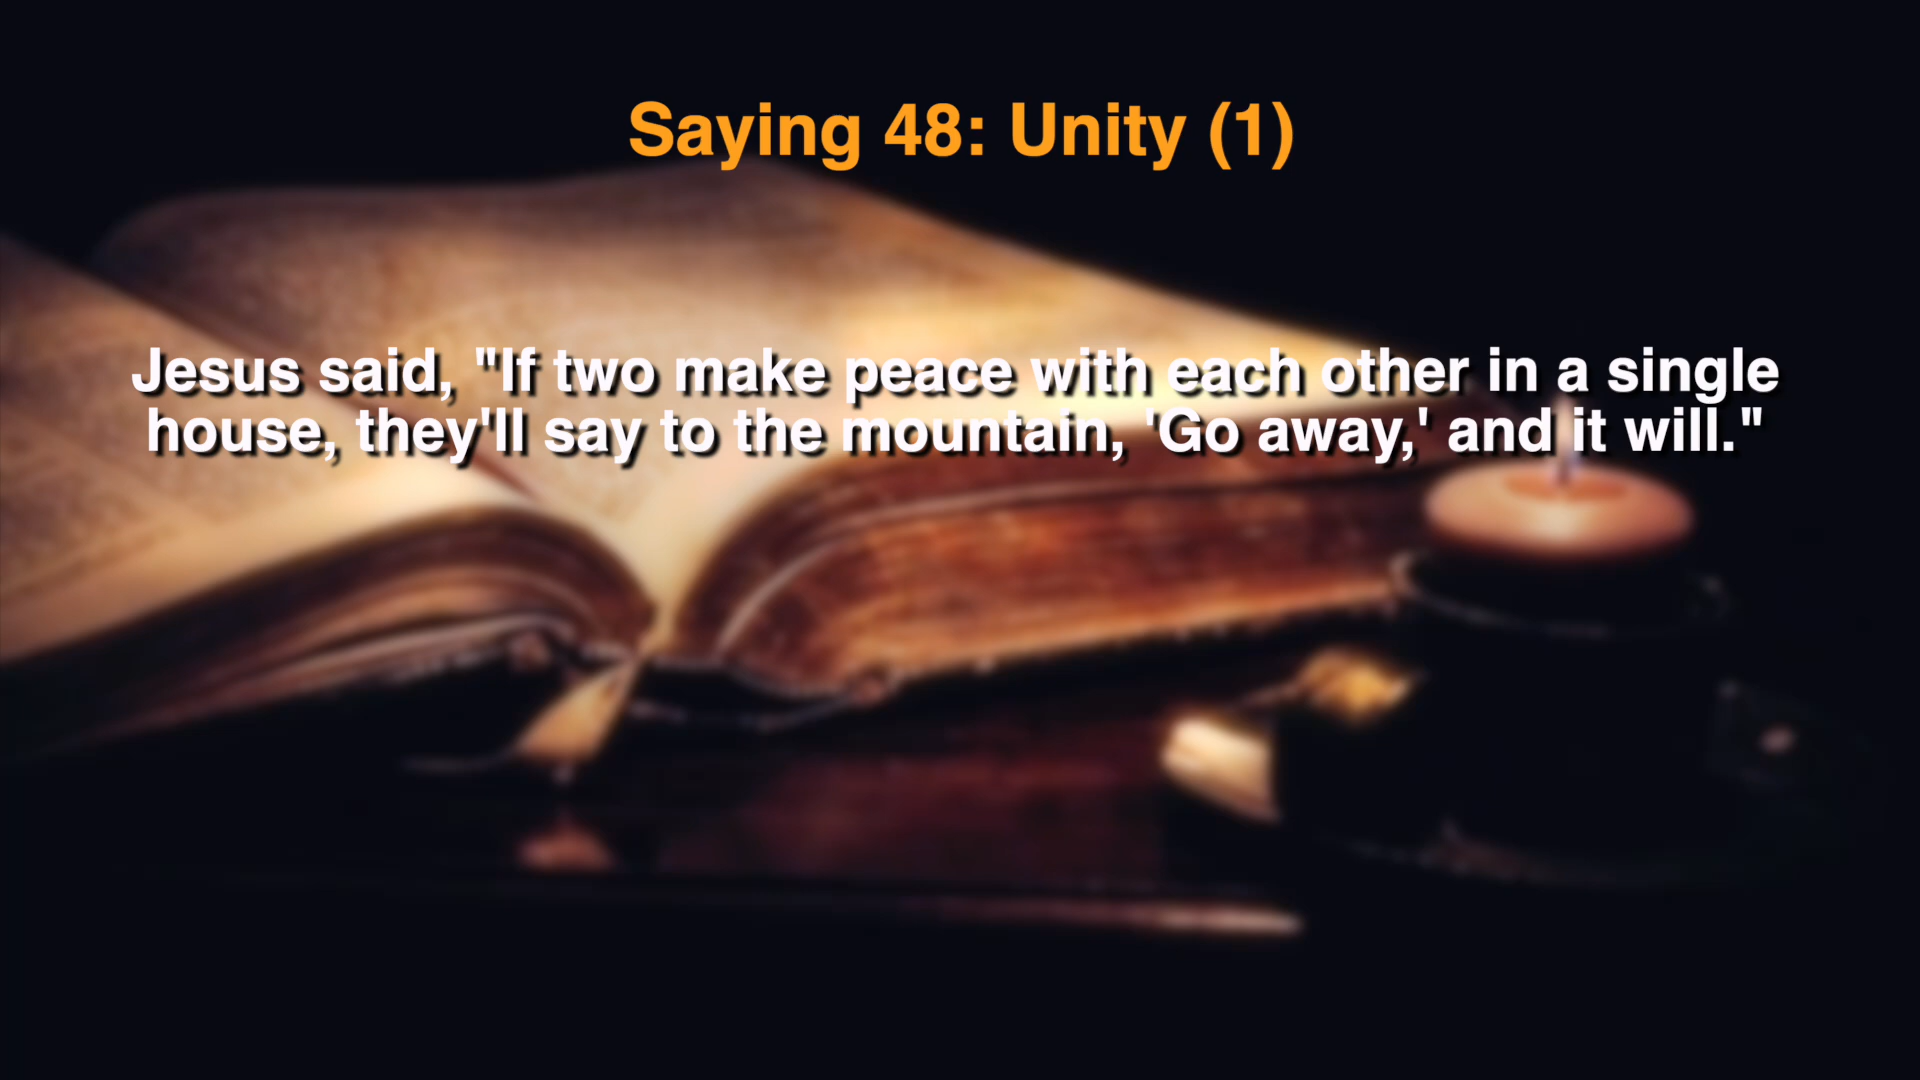 Saying 48: Unity (1)
Jesus said, "If two make peace with each other in a single
house, they'll say to the mountain, 'Go away,' and it will."